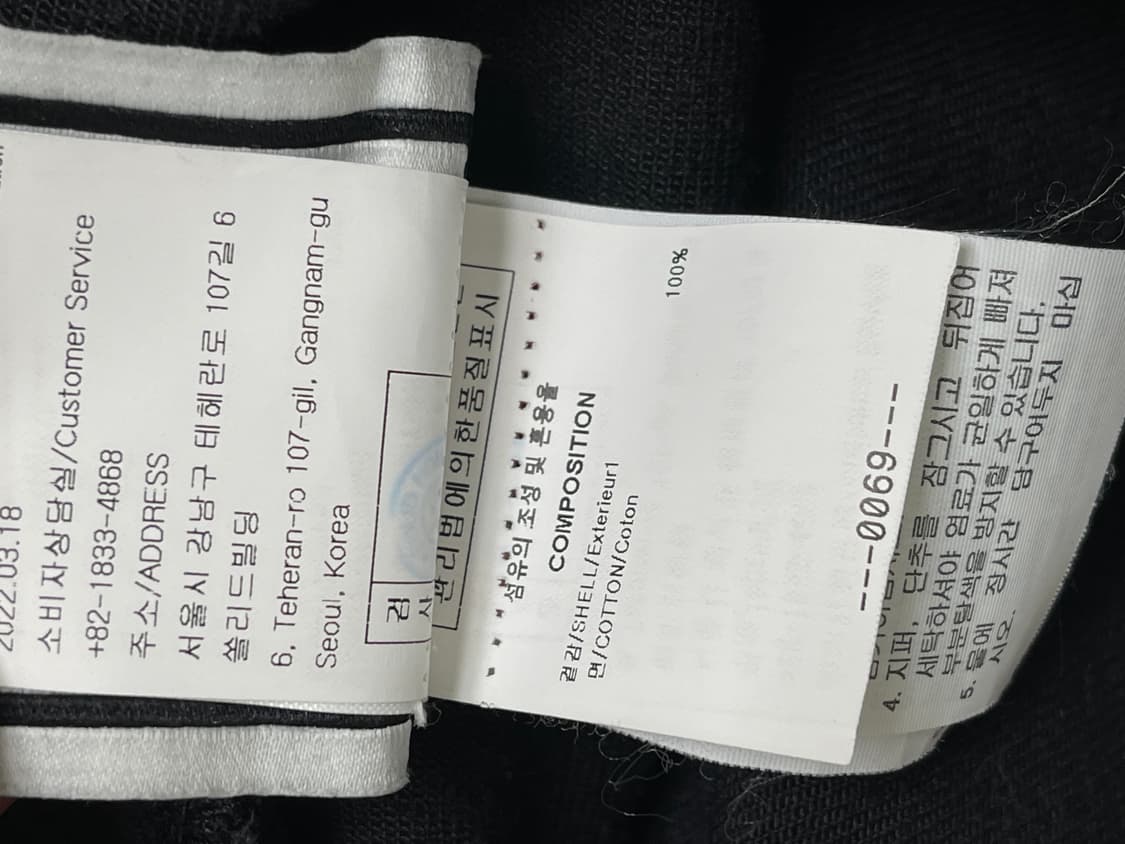 2022.03.18
소비자상담실/Customer Service
+82-1833-4868
주소/ADDRESS
서울시 강남구 테헤란로 107길 6
쏠리드빌딩
6, Teheran-ro 107-gil, Gangnam-gu
Seoul, Korea
검
사
관리법에의한품질표시
섬유의 조성 및 혼용율
COMPOSITION
겉감/SHELL/Exterieur1
면/COTTON/Coton
100%
---0069---
4. 지퍼, 단추를 잠그시고 뒤집어
세탁하셔야 염료가 균일하게 빠져
부분탈색을 방지할 수 있습니다.
5. 물에 장시간 담구어두지 마십
시오.